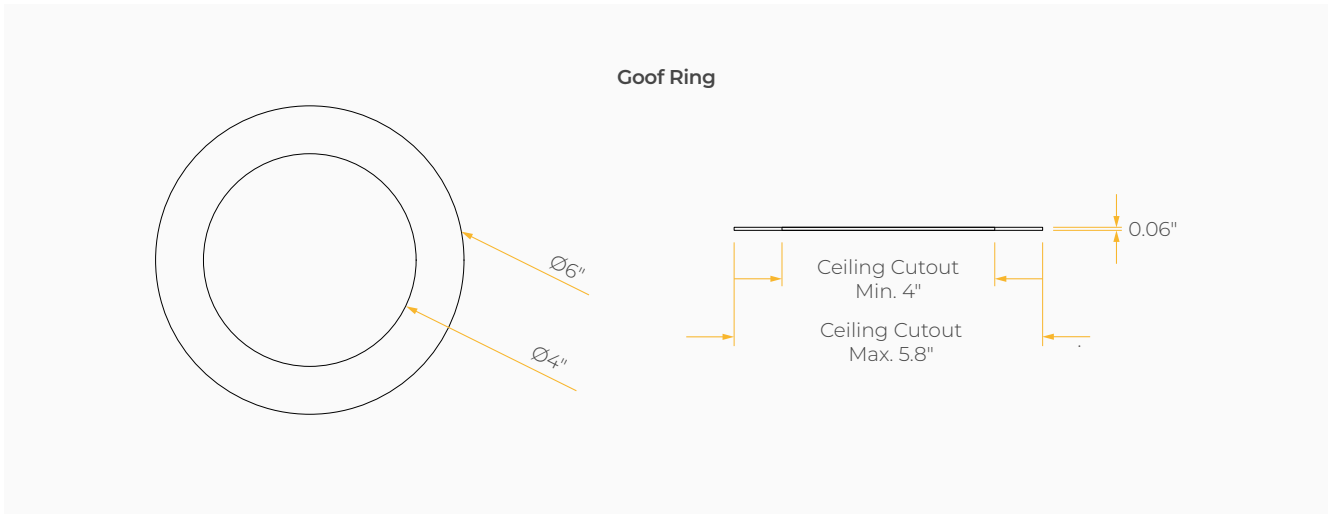 Goof Ring
Ø6"
Ø4"
0.06"
Ceiling Cutout
Min. 4"
Ceiling Cutout
Max. 5.8"